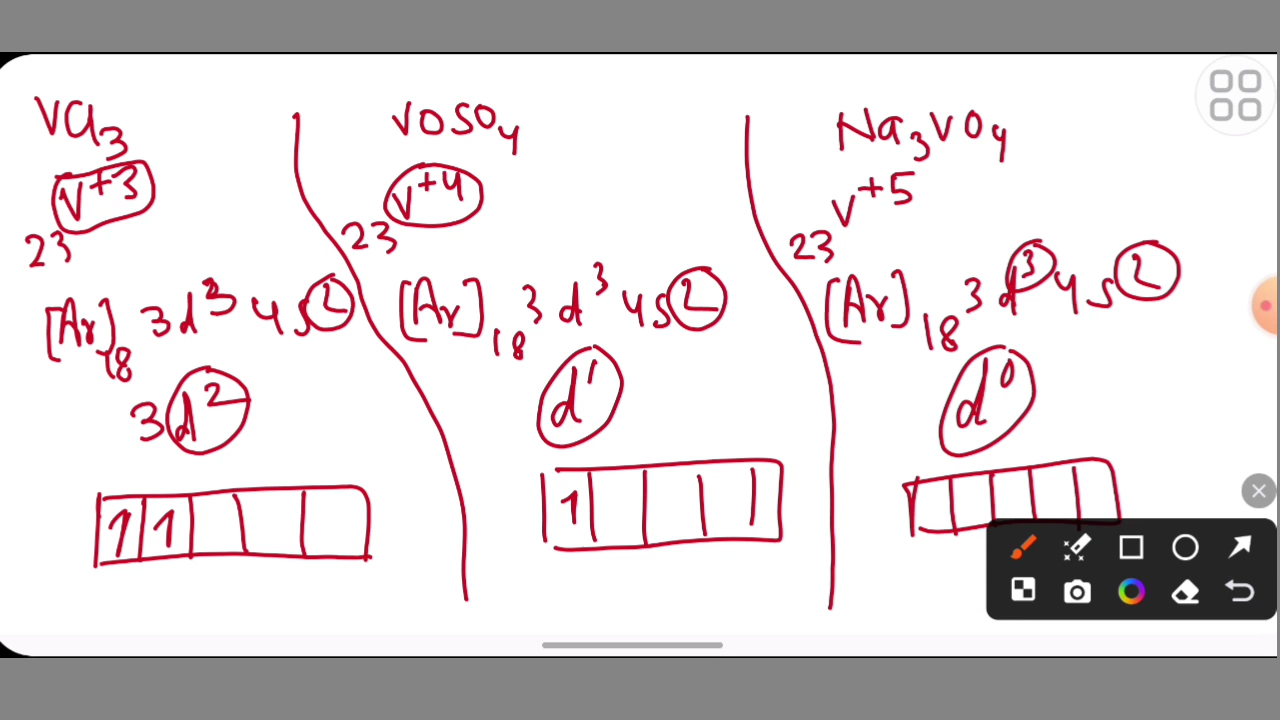 VCl3
V+3
23
[Ar]18 3d3 4s2
3d2
1 1
VOSO4
V+4
23
[Ar]18 3d3 4s2
d1
1
Na3VO4
V+5
23
[Ar]18 3d3 4s2
d0